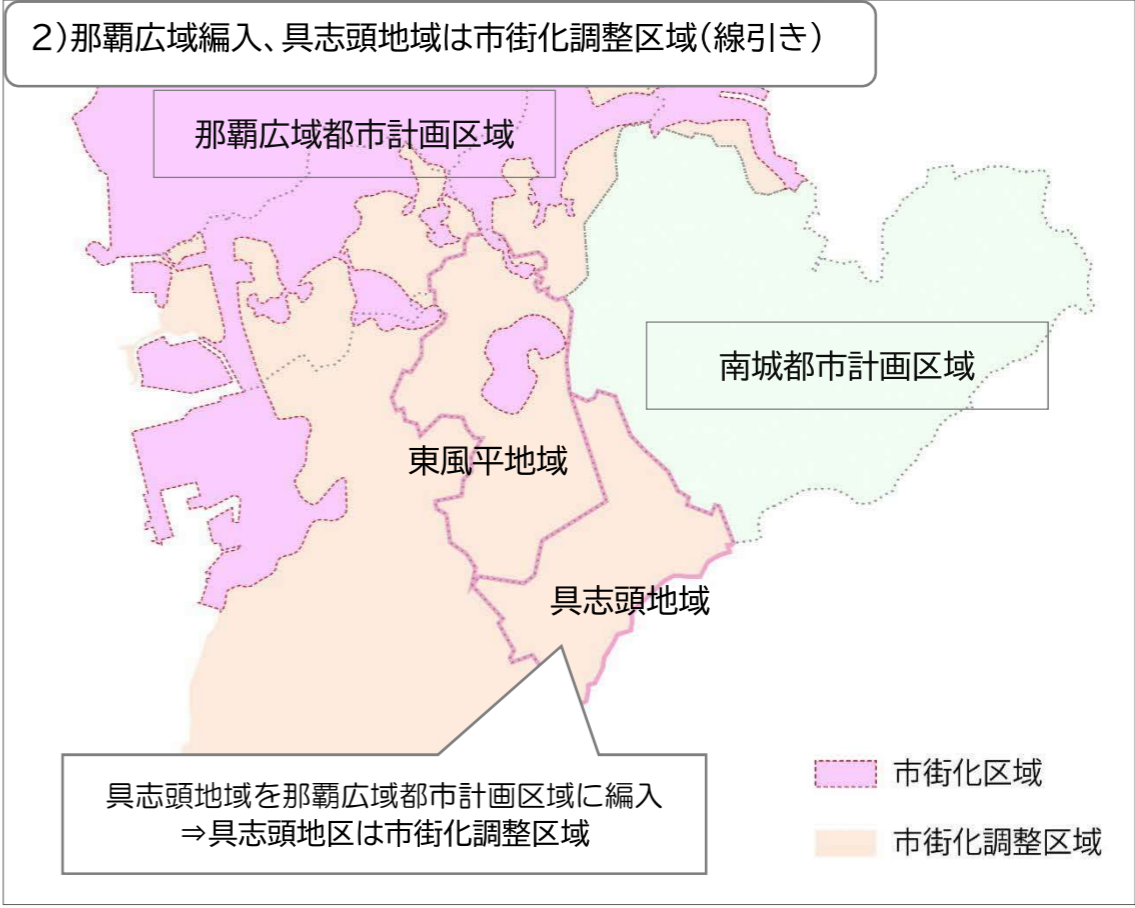 2)那覇広域編入、具志頭地域は市街化調整区域(線引き)
那覇広域都市計画区域
南城都市計画区域
東風平地域
具志頭地域
具志頭地域を那覇広域都市計画区域に編入
⇒具志頭地区は市街化調整区域
市街化区域
市街化調整区域